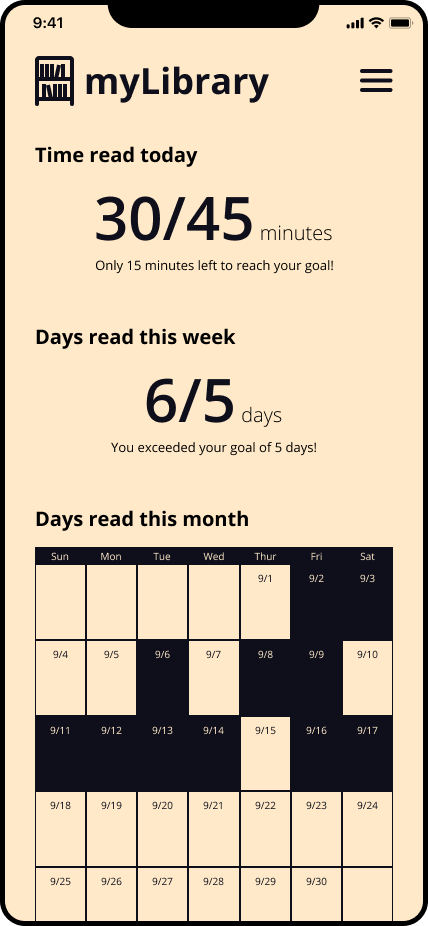 9:41
myLibrary
Time read today
30/45 minutes
Only 15 minutes left to reach your goal!
Days read this week
6/5 days
You exceeded your goal of 5 days!
Days read this month
Sun Mon Tue Wed Thur Fri Sat
9/1 9/2 9/3
9/4 9/5 9/6 9/7 9/8 9/9 9/10
9/11 9/12 9/13 9/14 9/15 9/16 9/17
9/18 9/19 9/20 9/21 9/22 9/23 9/24
9/25 9/26 9/27 9/28 9/29 9/30